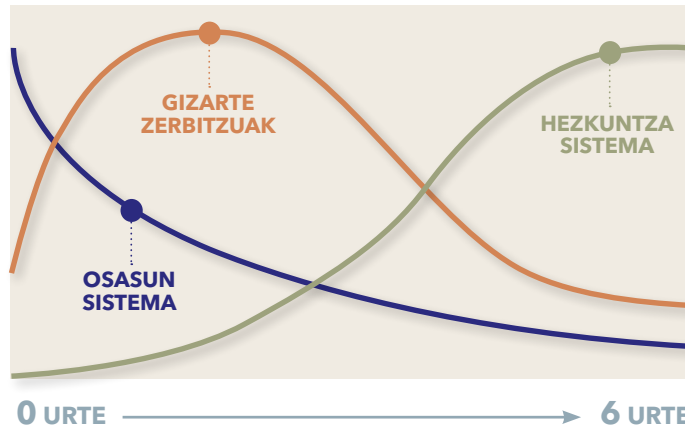 GIZARTE
ZERBITZUAK
HEZKUNTZA
SISTEMA
OSASUN
SISTEMA
0 URTE
6 URTE